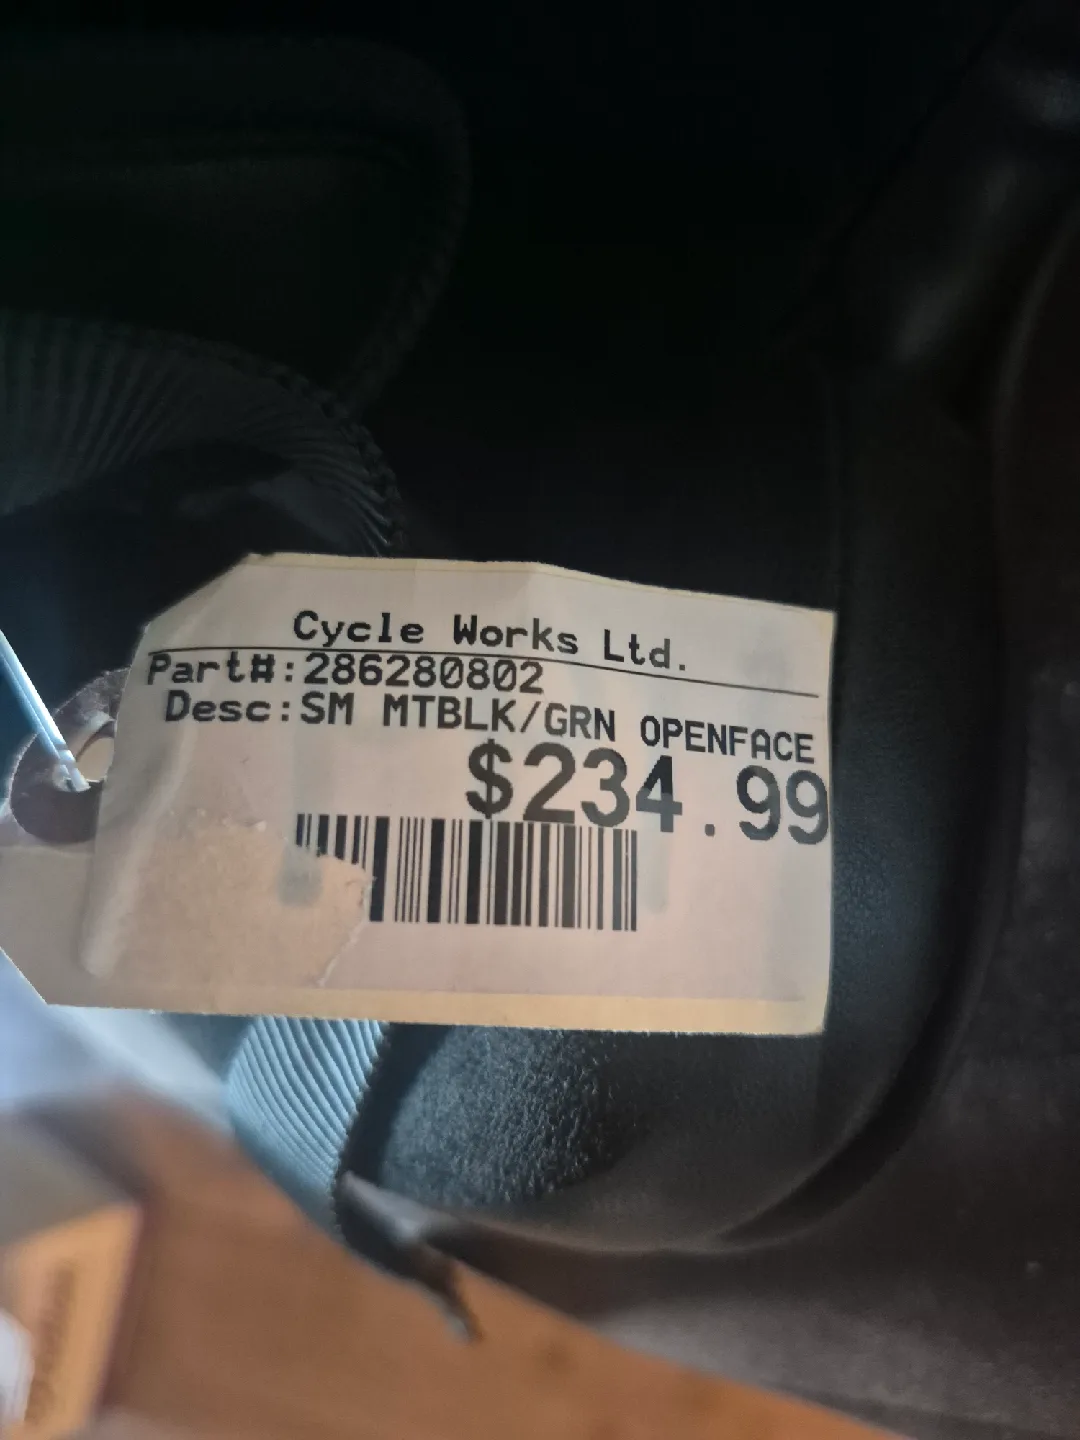 Cycle Works Ltd.
Part#:286280802
Desc:SM MTBLK/GRN OPENFACE
$234.99